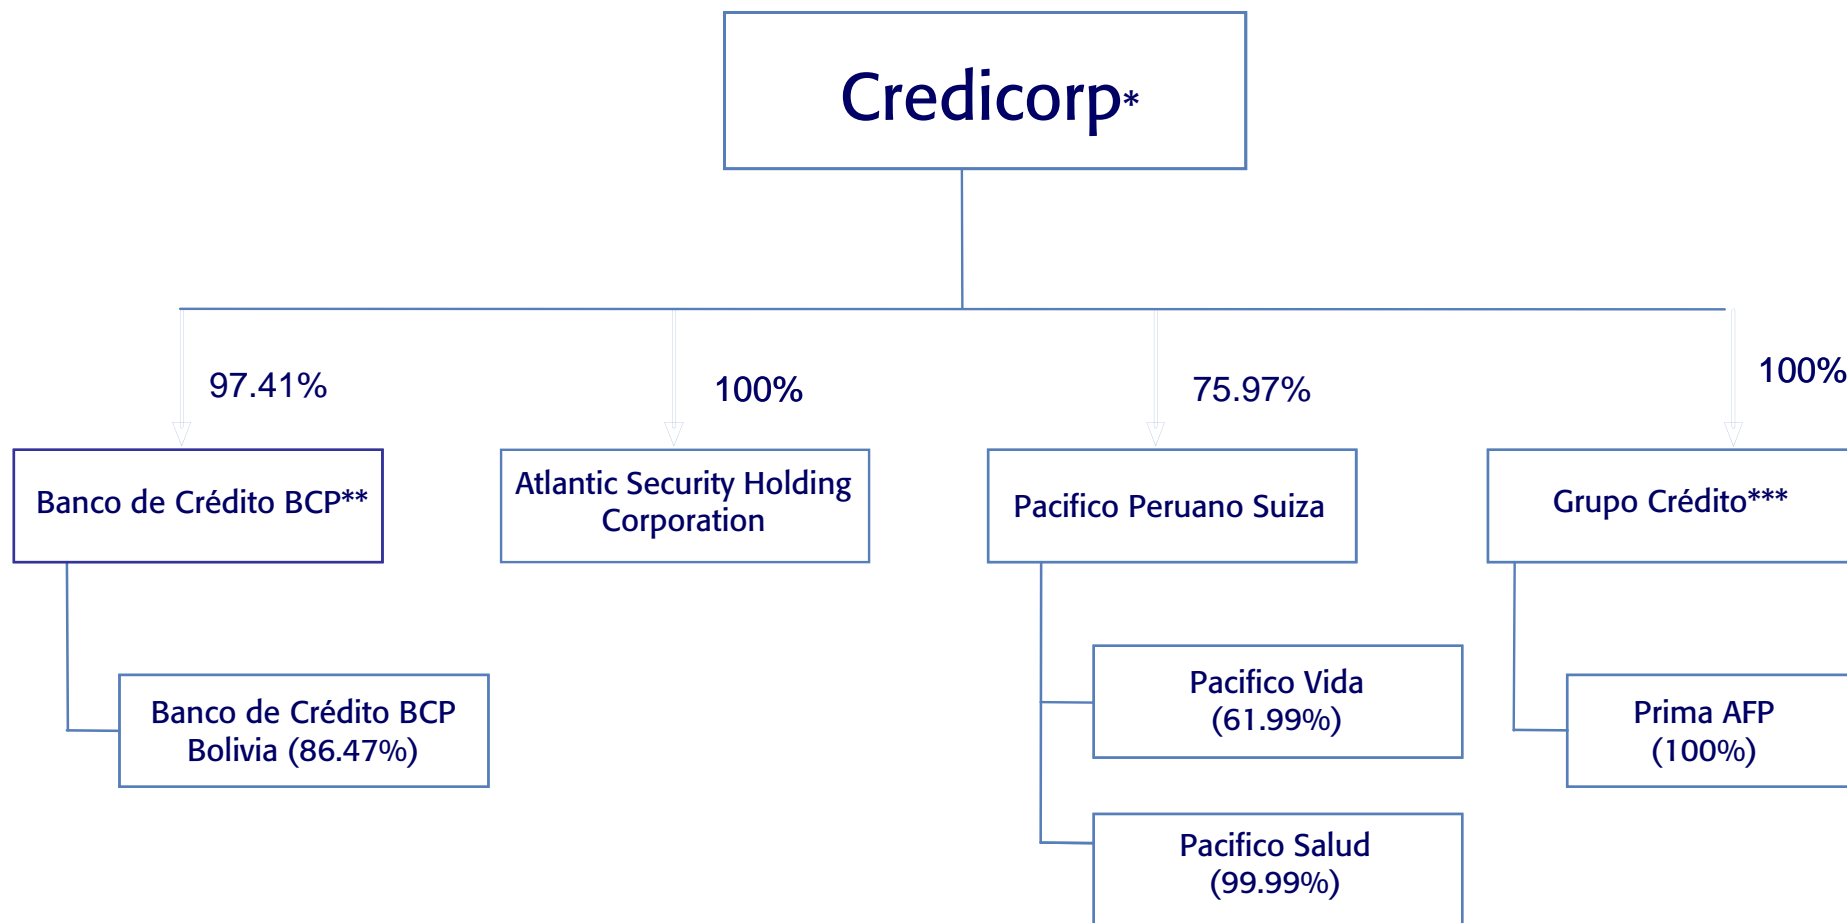 Credicorp*
97.41%
100%
75.97%
100%
Banco de Crédito BCP**
Atlantic Security Holding
Corporation
Pacifico Peruano Suiza
Grupo Crédito***
Banco de Crédito BCP
Bolivia (86.47%)
Pacifico Vida
(61.99%)
Prima AFP
(100%)
Pacifico Salud
(99.99%)